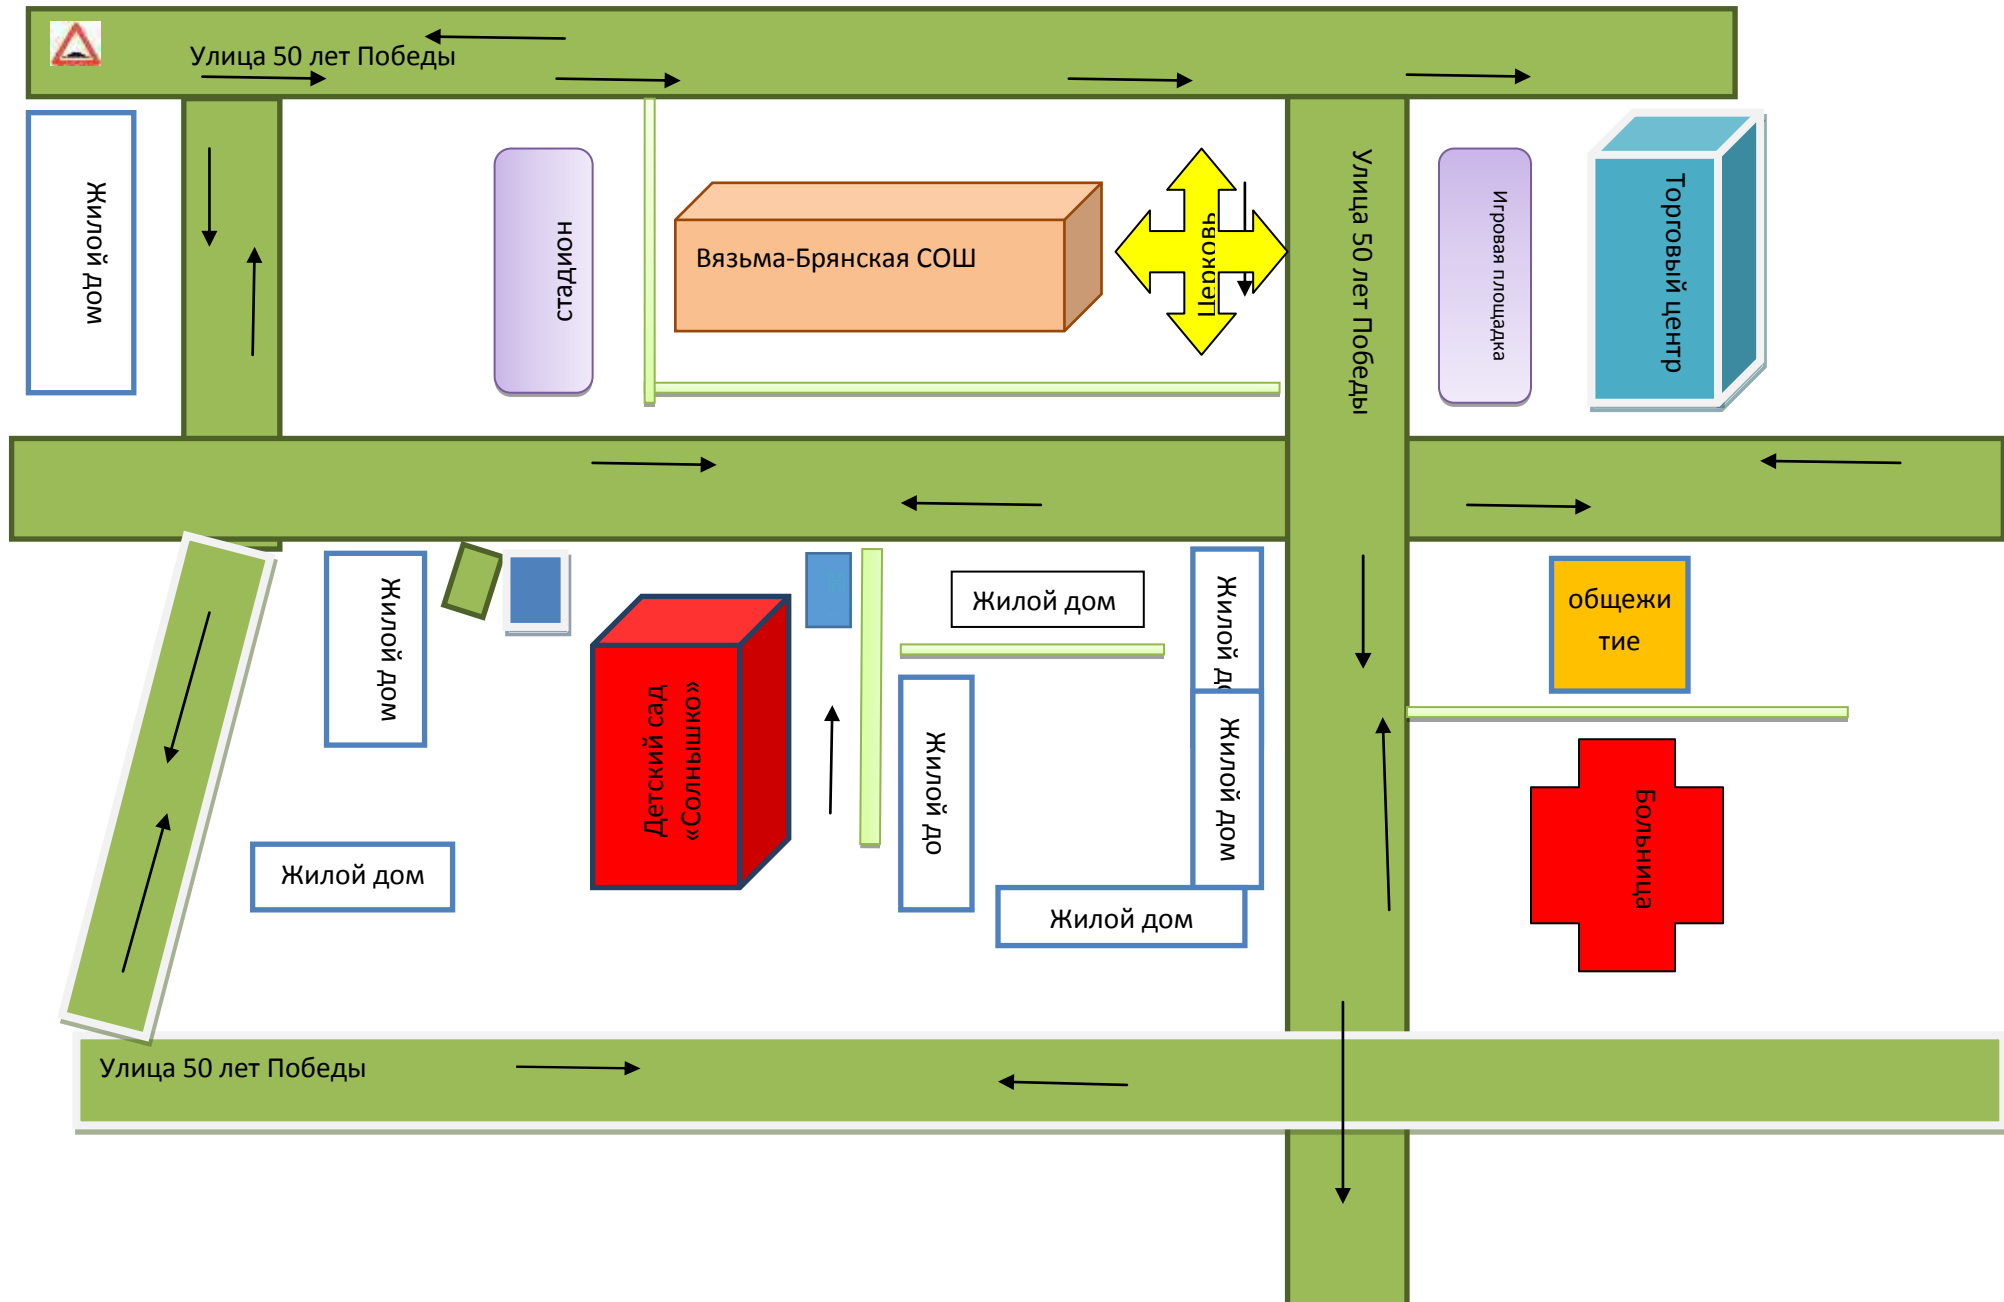 Улица 50 лет Победы
Жилой дом
стадион
Вязьма-Брянская СОШ
Церковь
Улица 50 лет Победы
Игровая площадка
Торговый центр
Жилой дом
Детский сад
«Солнышко»
Жилой дом
Жилой до
Жилой дом
Жилой до
Жилой дом
Жилой дом
общежи
тие
Больница
Улица 50 лет Победы